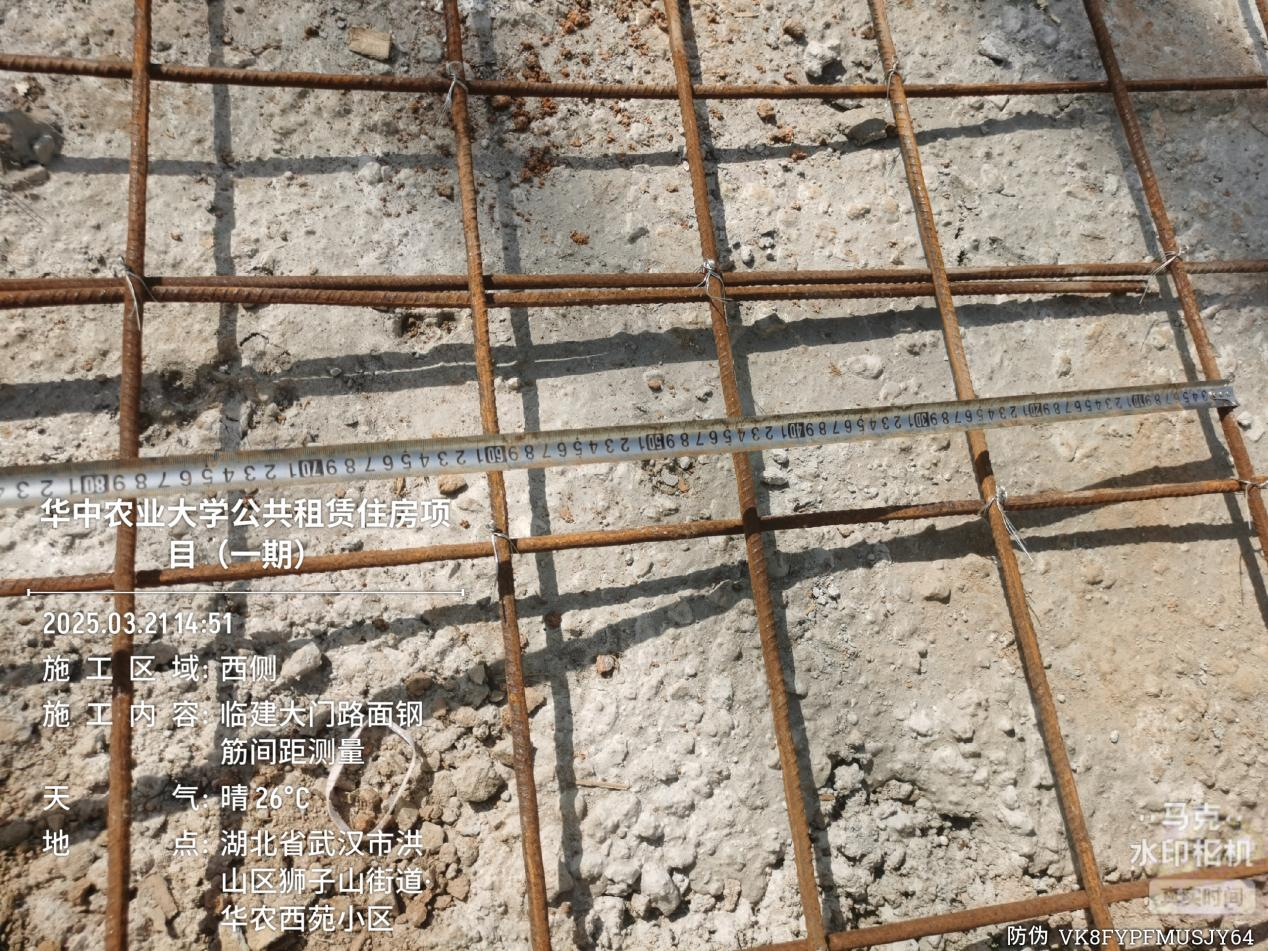 华中农业大学公共租赁住房项
目（一期）
2025.03.21 14:51
施工区域：西侧
施工内容：临建大门路面钢
筋间距测量
天气：晴 26°C
地点：湖北省武汉市洪
山区狮子山街道·
华农西苑小区
马克
水印相机
真实时间
防伪 VK8FYPFMUSJY64